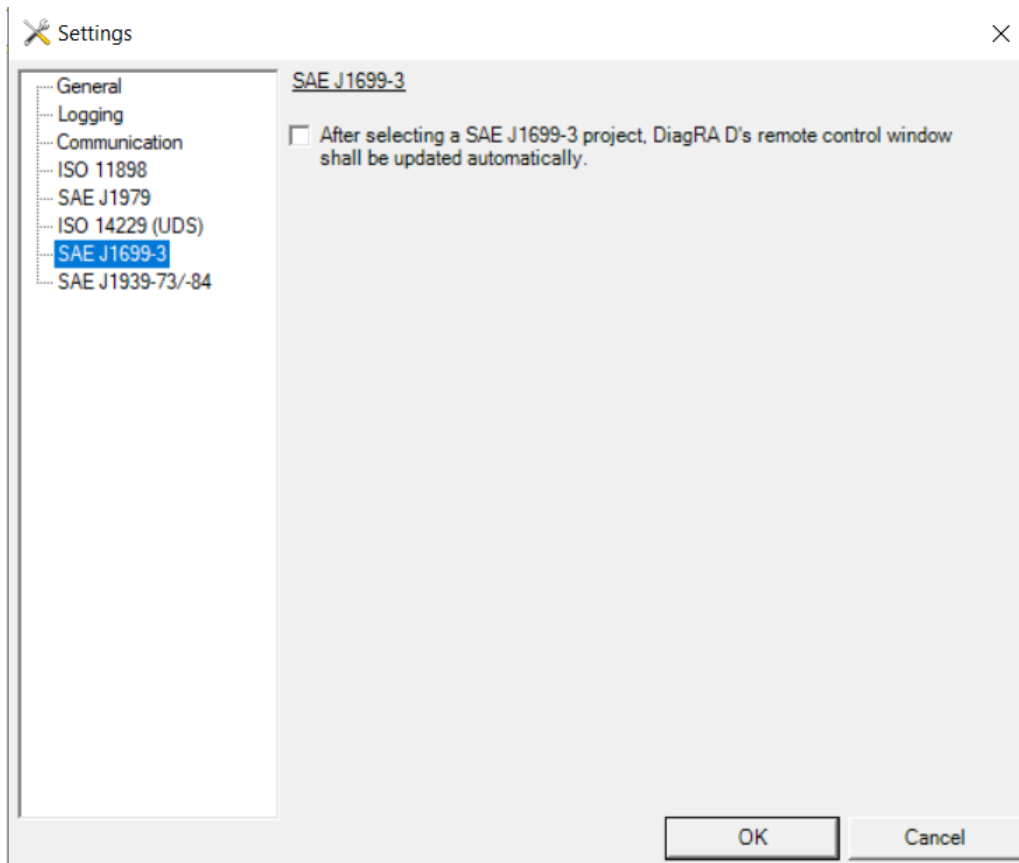 Settings
General
Logging
Communication
ISO 11898
SAE J1979
ISO 14229 (UDS)
SAE J1699-3
SAE J1939-73/-84
SAE J1699-3
After selecting a SAE J1699-3 project, DiagRA D's remote control window
shall be updated automatically.
OK
Cancel